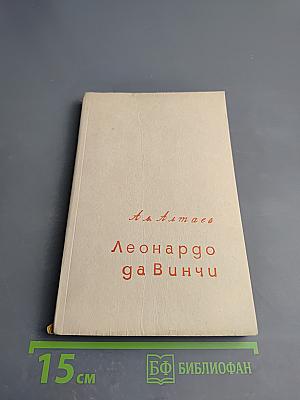 Ал. Алтаев
Леонардо
да Винчи
15 см
БФ БИБЛИОФАН